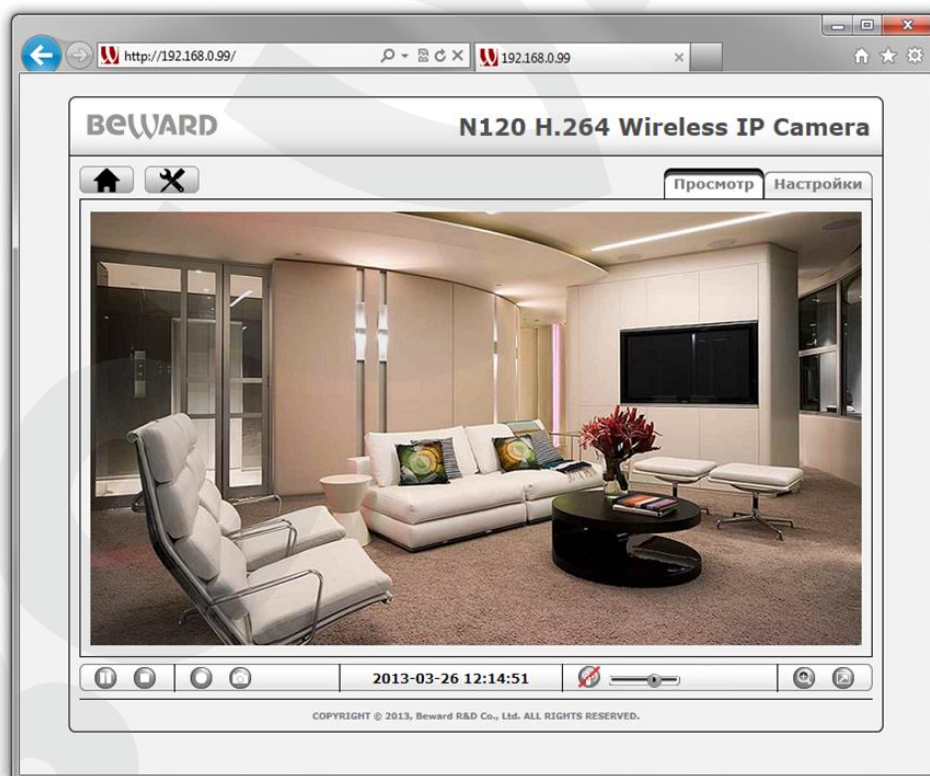 http://192.168.0.99/
192.168.0.99
BEWARD
N120 H.264 Wireless IP Camera
Просмотр
Настройки
2013-03-26 12:14:51
COPYRIGHT © 2013, Beward R&D Co., Ltd. ALL RIGHTS RESERVED.